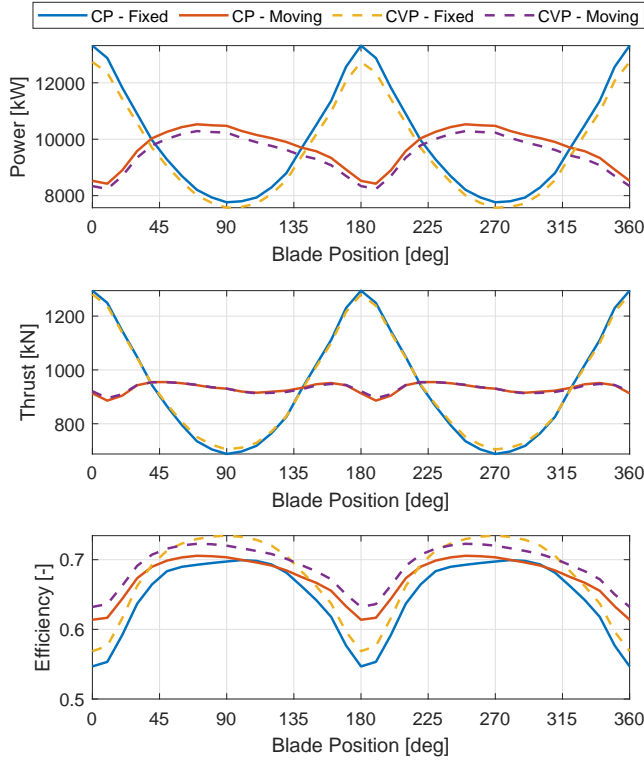 CP - Fixed CP - Moving CVP - Fixed CVP - Moving
12000
10000
8000
Power [kW]
0 45 90 135 180 225 270 315 360
Blade Position [deg]
1200
1000
800
Thrust [kN]
0 45 90 135 180 225 270 315 360
Blade Position [deg]
0.7
0.6
0.5
Efficiency [-]
0 45 90 135 180 225 270 315 360
Blade Position [deg]